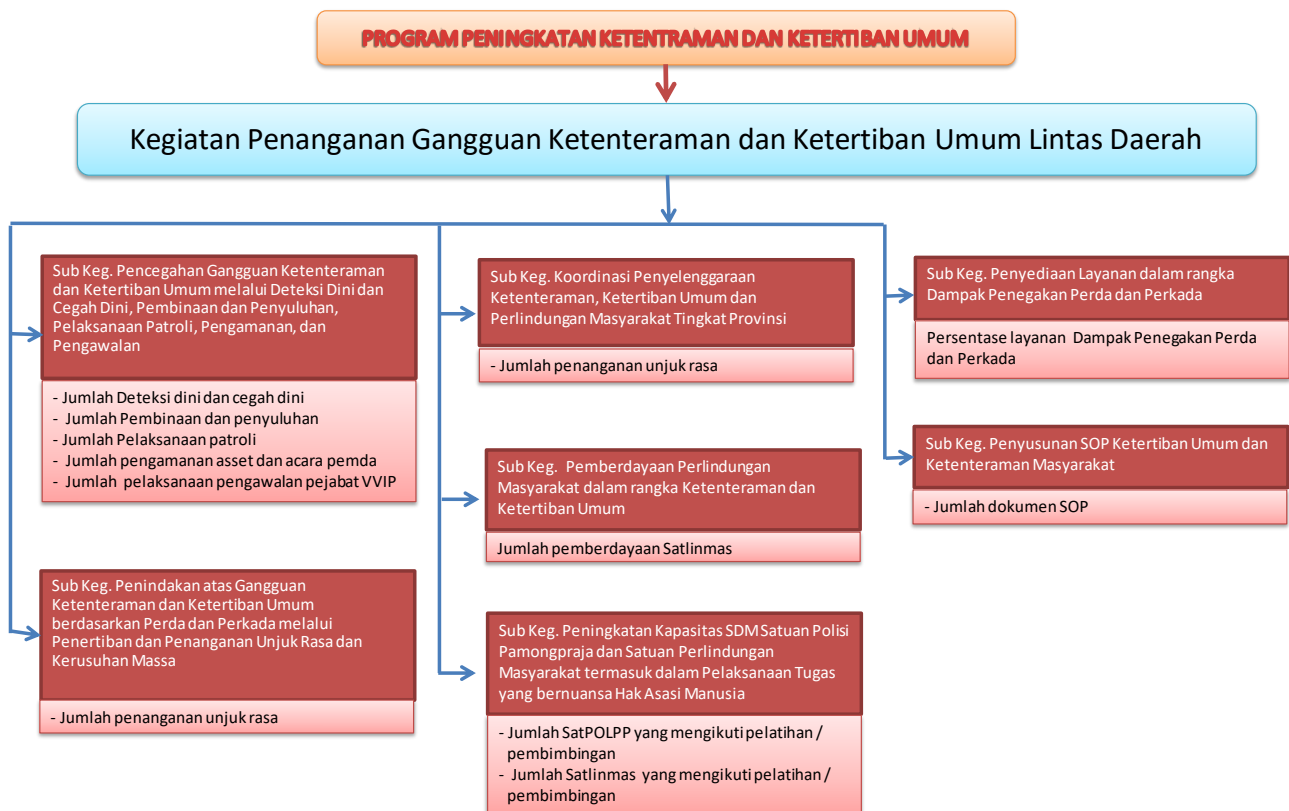 PROGRAM PENINGKATAN KETENTRAMAN DAN KETERTIBAN UMUM
Kegiatan Penanganan Gangguan Ketenteraman dan Ketertiban Umum Lintas Daerah
Sub Keg. Pencegahan Gangguan Ketenteraman
dan Ketertiban Umum melalui Deteksi Dini dan
Cegah Dini, Pembinaan dan Penyuluhan,
Pelaksanaan Patroli, Pengamanan, dan
Pengawalan
- Jumlah Deteksi dini dan cegah dini
- Jumlah Pembinaan dan penyuluhan
- Jumlah Pelaksanaan patroli
- Jumlah pengamanan asset dan acara pemda
- Jumlah pelaksanaan pengawalan pejabat VVIP
Sub Keg. Penindakan atas Gangguan
Ketenteraman dan Ketertiban Umum
berdasarkan Perda dan Perkada melalui
Penertiban dan Penanganan Unjuk Rasa dan
Kerusuhan Massa
- Jumlah penanganan unjuk rasa
Sub Keg. Koordinasi Penyelenggaraan
Ketenteraman, Ketertiban Umum dan
Perlindungan Masyarakat Tingkat Provinsi
- Jumlah penanganan unjuk rasa
Sub Keg. Pemberdayaan Perlindungan
Masyarakat dalam rangka Ketenteraman dan
Ketertiban Umum
Jumlah pemberdayaan Satlinmas
Sub Keg. Peningkatan Kapasitas SDM Satuan Polisi
Pamongpraja dan Satuan Perlindungan
Masyarakat termasuk dalam Pelaksanaan Tugas
yang bernuansa Hak Asasi Manusia
- Jumlah SatPOLPP yang mengikuti pelatihan /
pembimbingan
- Jumlah Satlinmas yang mengikuti pelatihan /
pembimbingan
Sub Keg. Penyediaan Layanan dalam rangka
Dampak Penegakan Perda dan Perkada
Persentase layanan Dampak Penegakan Perda
dan Perkada
Sub Keg. Penyusunan SOP Ketertiban Umum dan
Ketenteraman Masyarakat
- Jumlah dokumen SOP